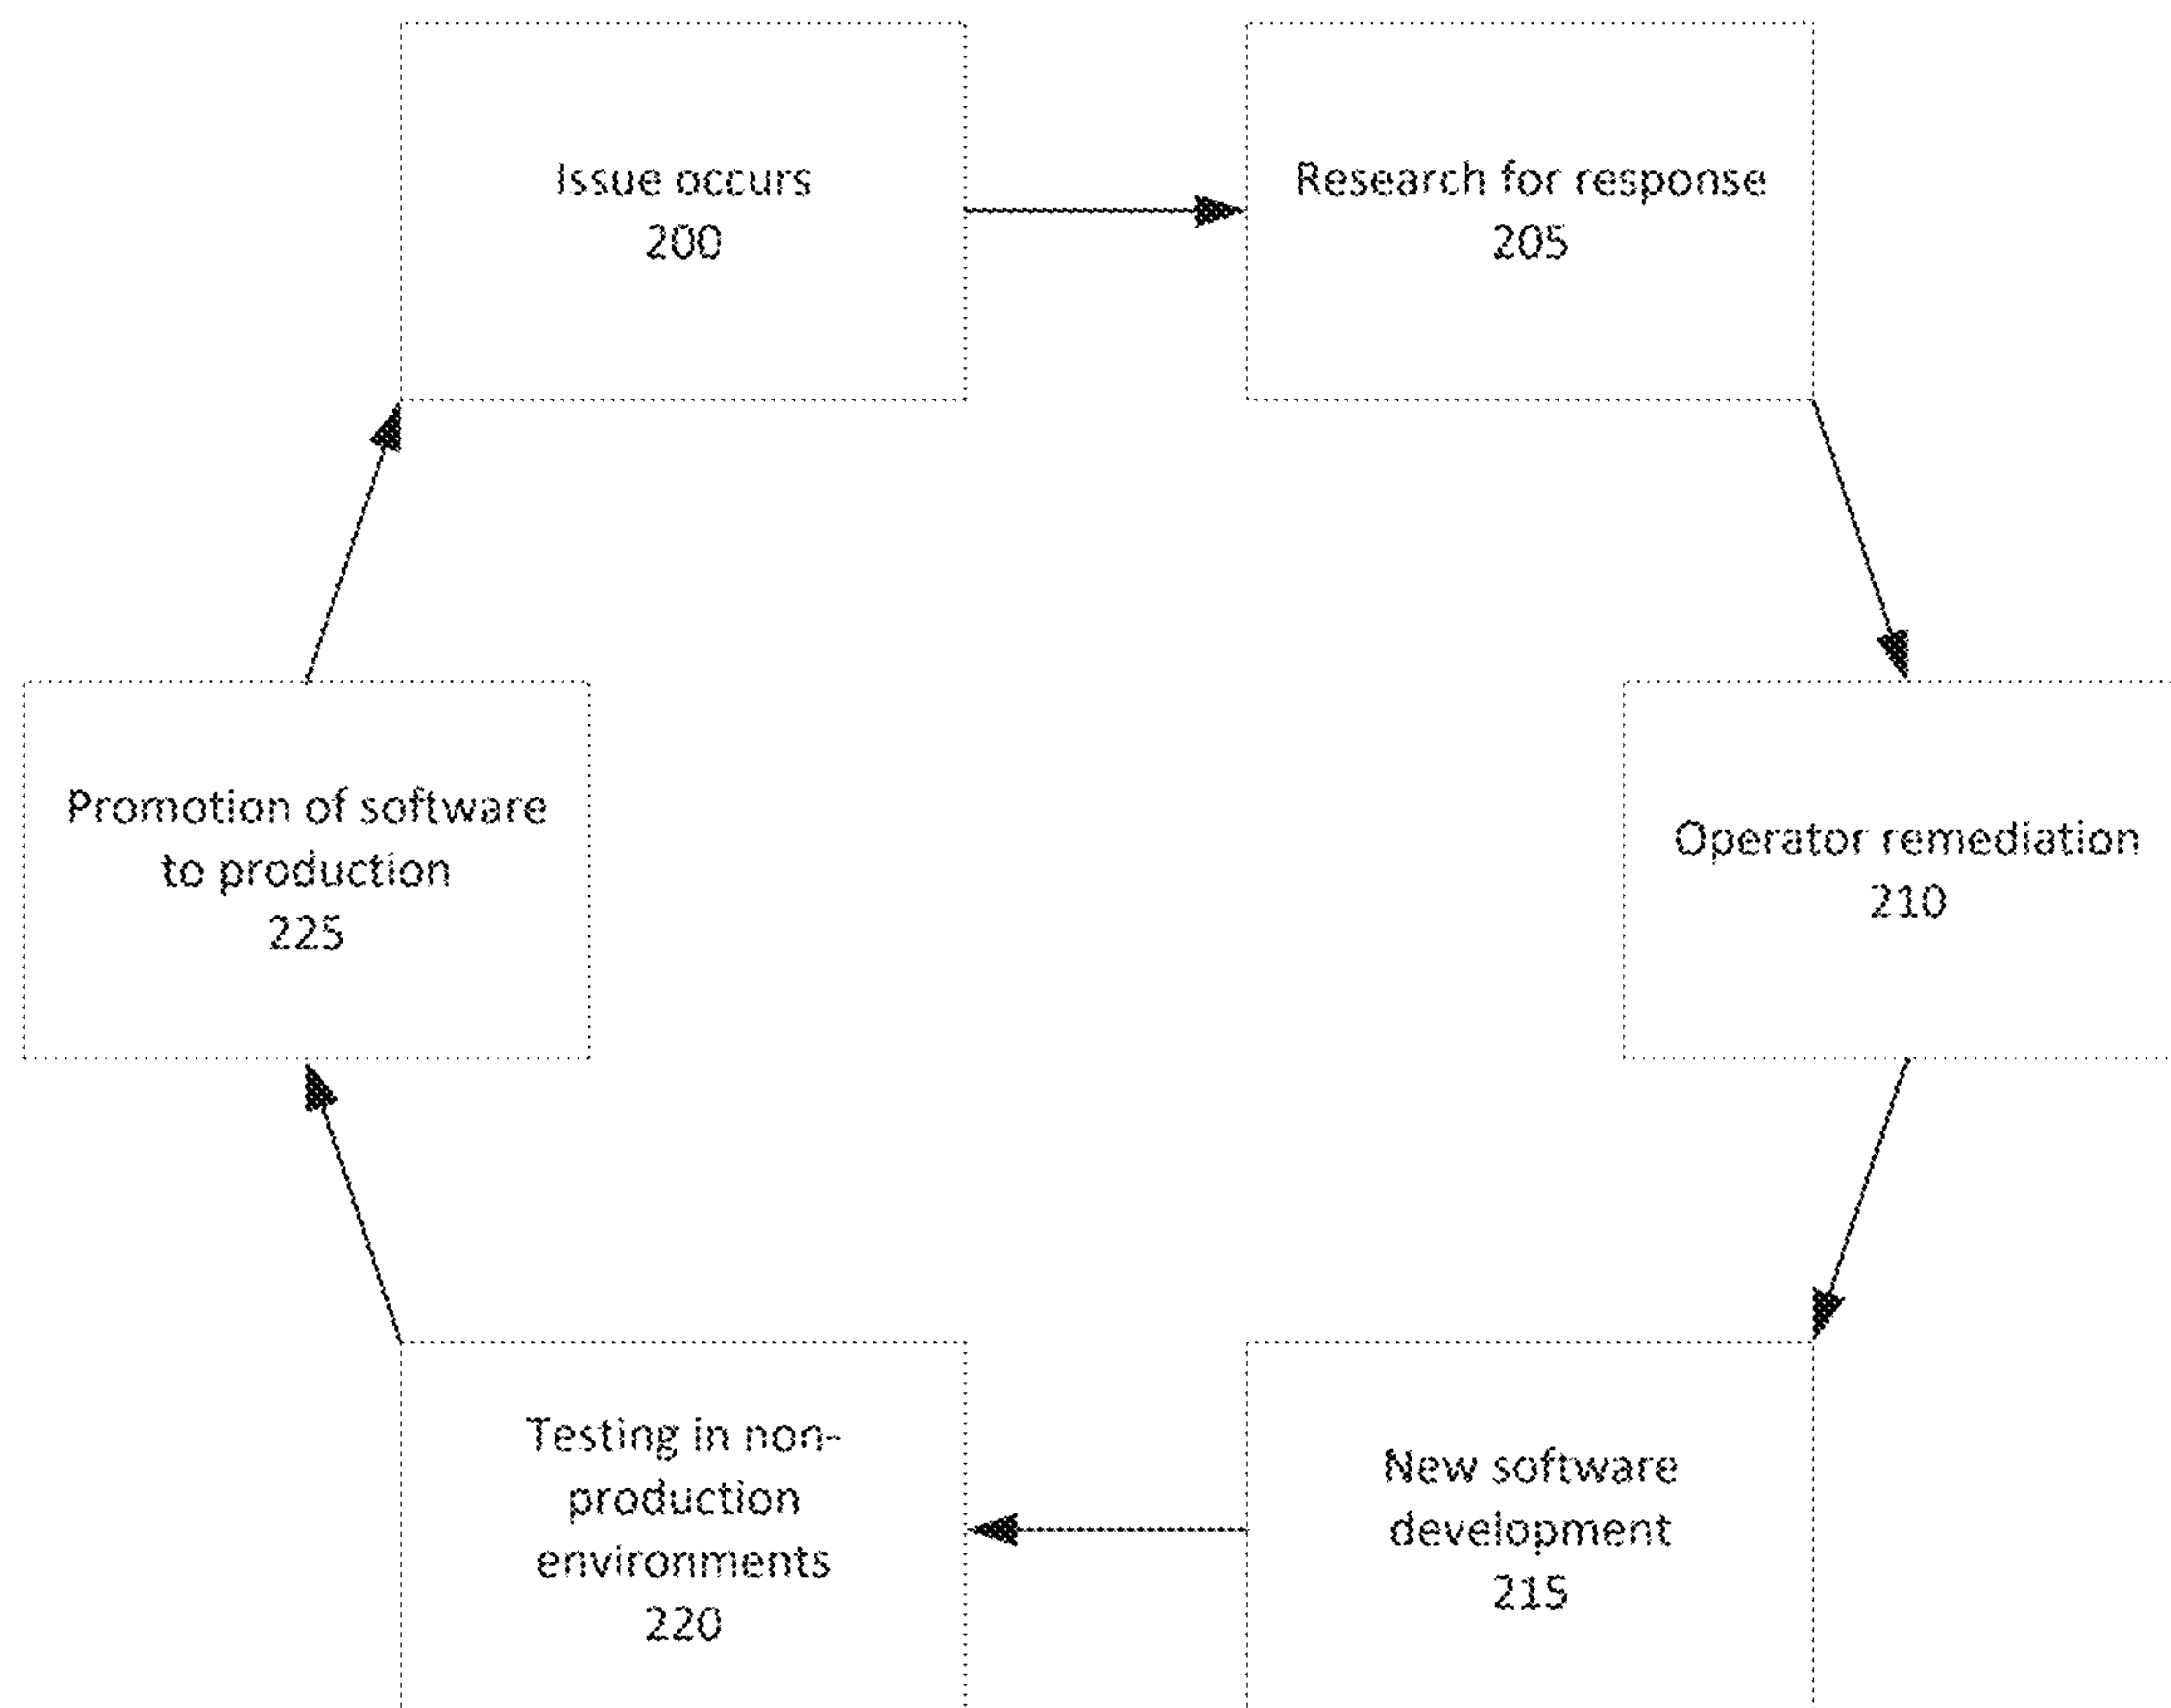 Issue occurs
200
Research for response
205
Operator remediation
210
New software
development
215
Testing in non-
production
environments
220
Promotion of software
to production
225